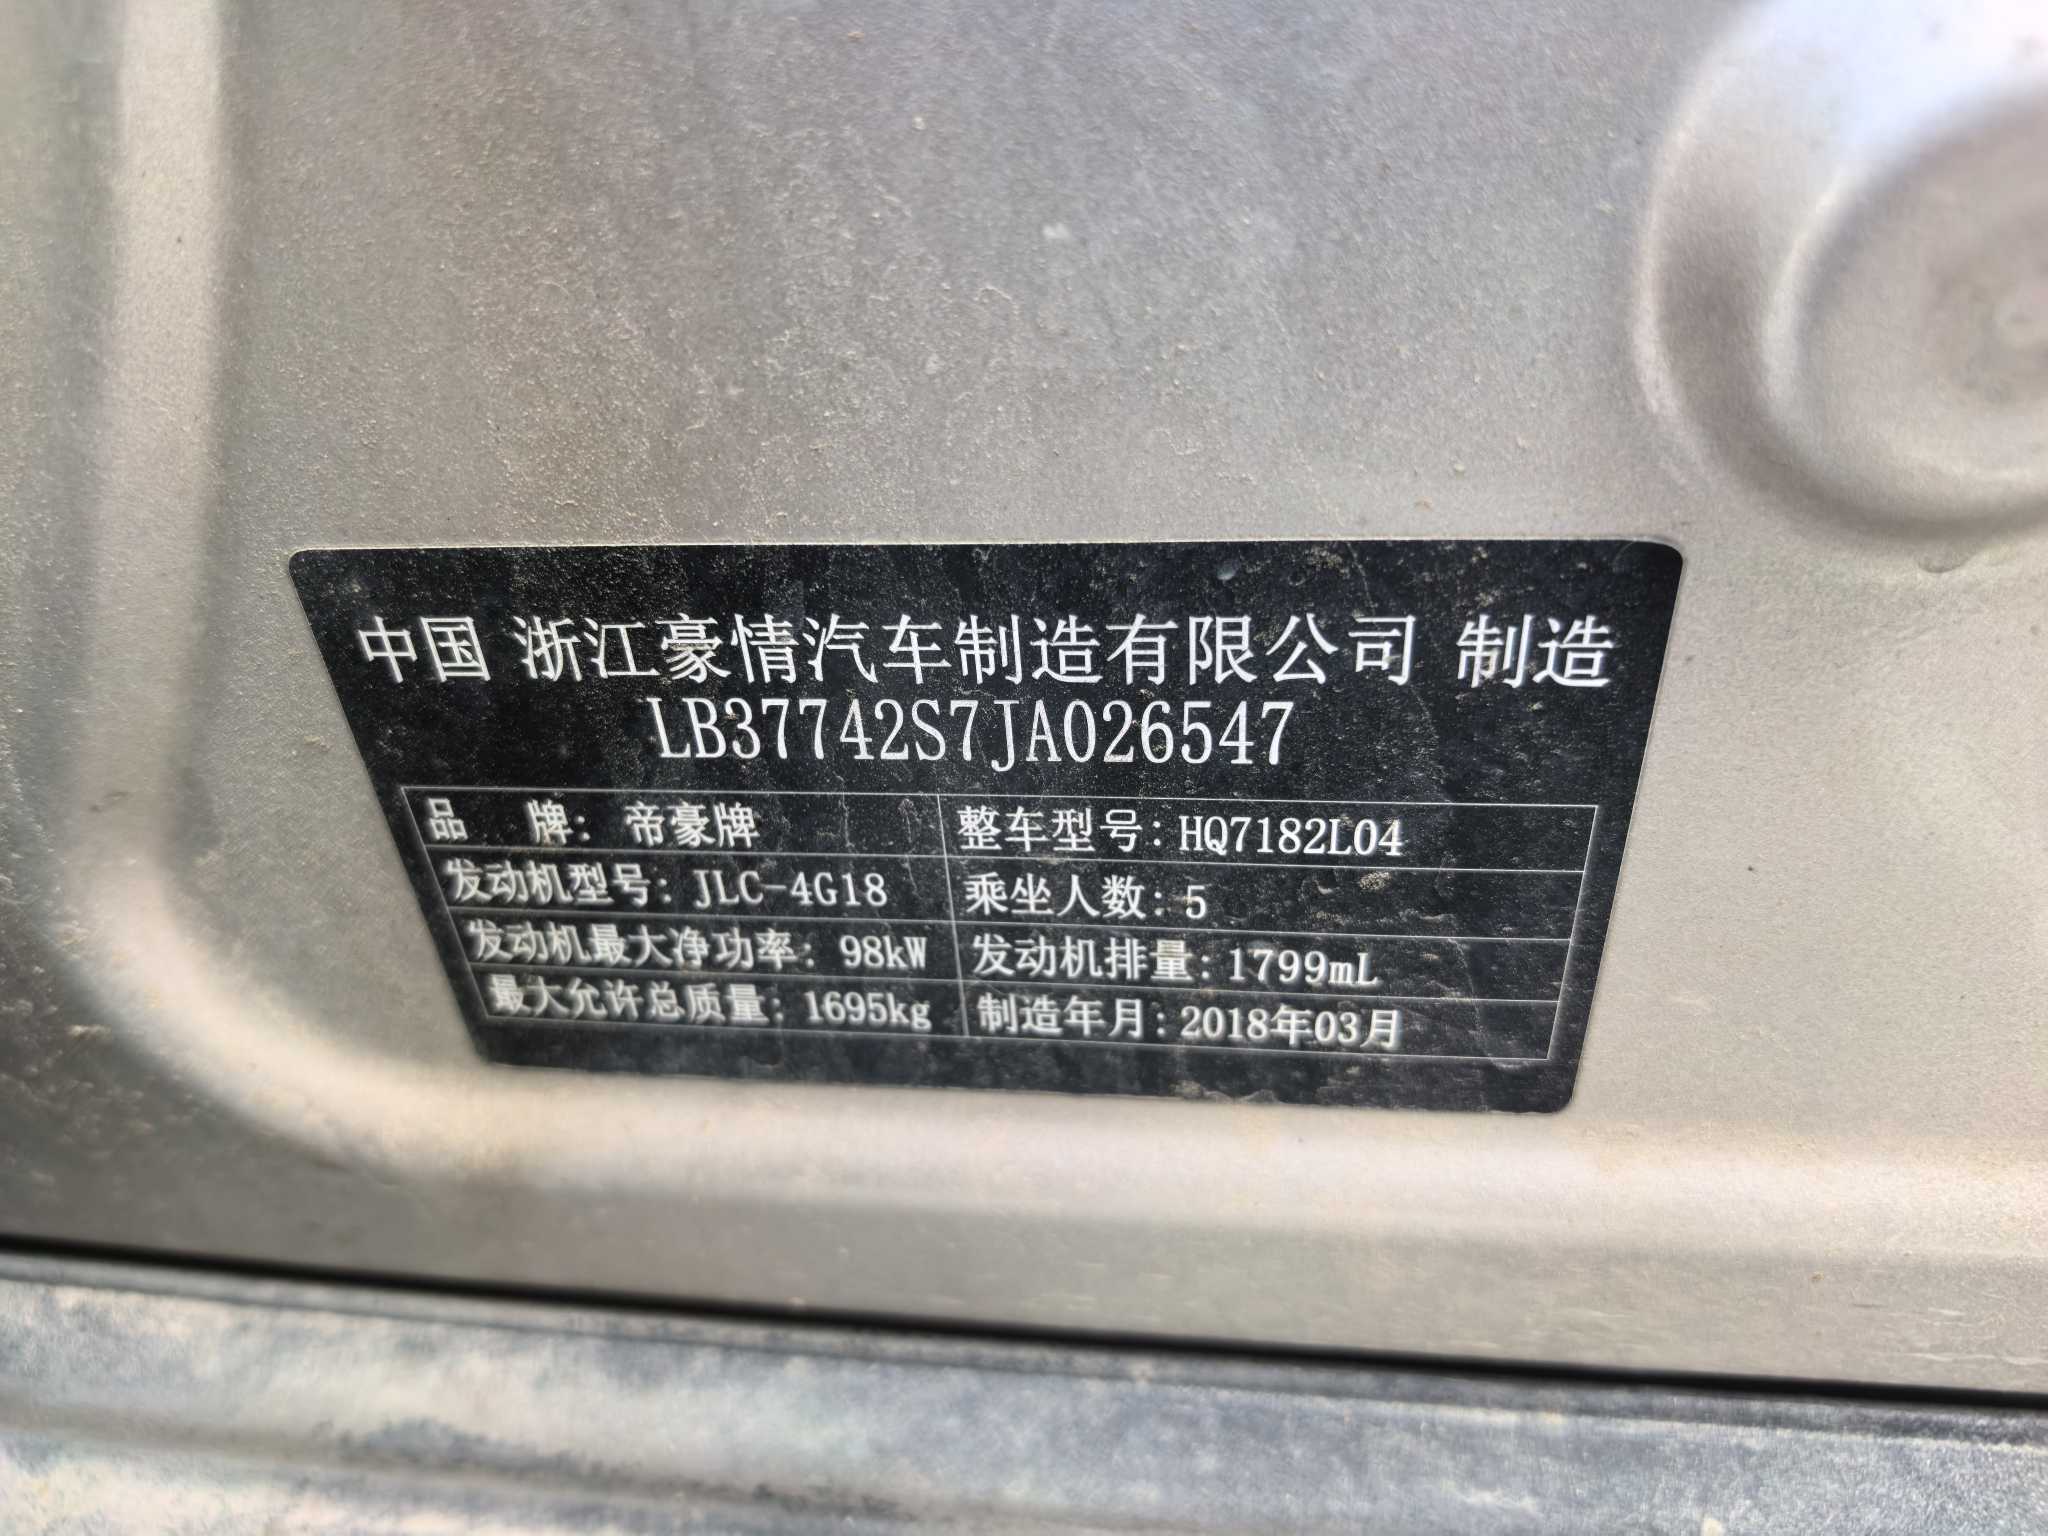 中国 浙江豪情汽车制造有限公司 制造
LB37742S7JA026547
品 牌: 帝豪牌 整车型号: HQ7182L04
发动机型号: JLC-4G18 乘坐人数: 5
发动机最大净功率: 98kW 发动机排量: 1799mL
最大允许总质量: 1695kg 制造年月: 2018年03月